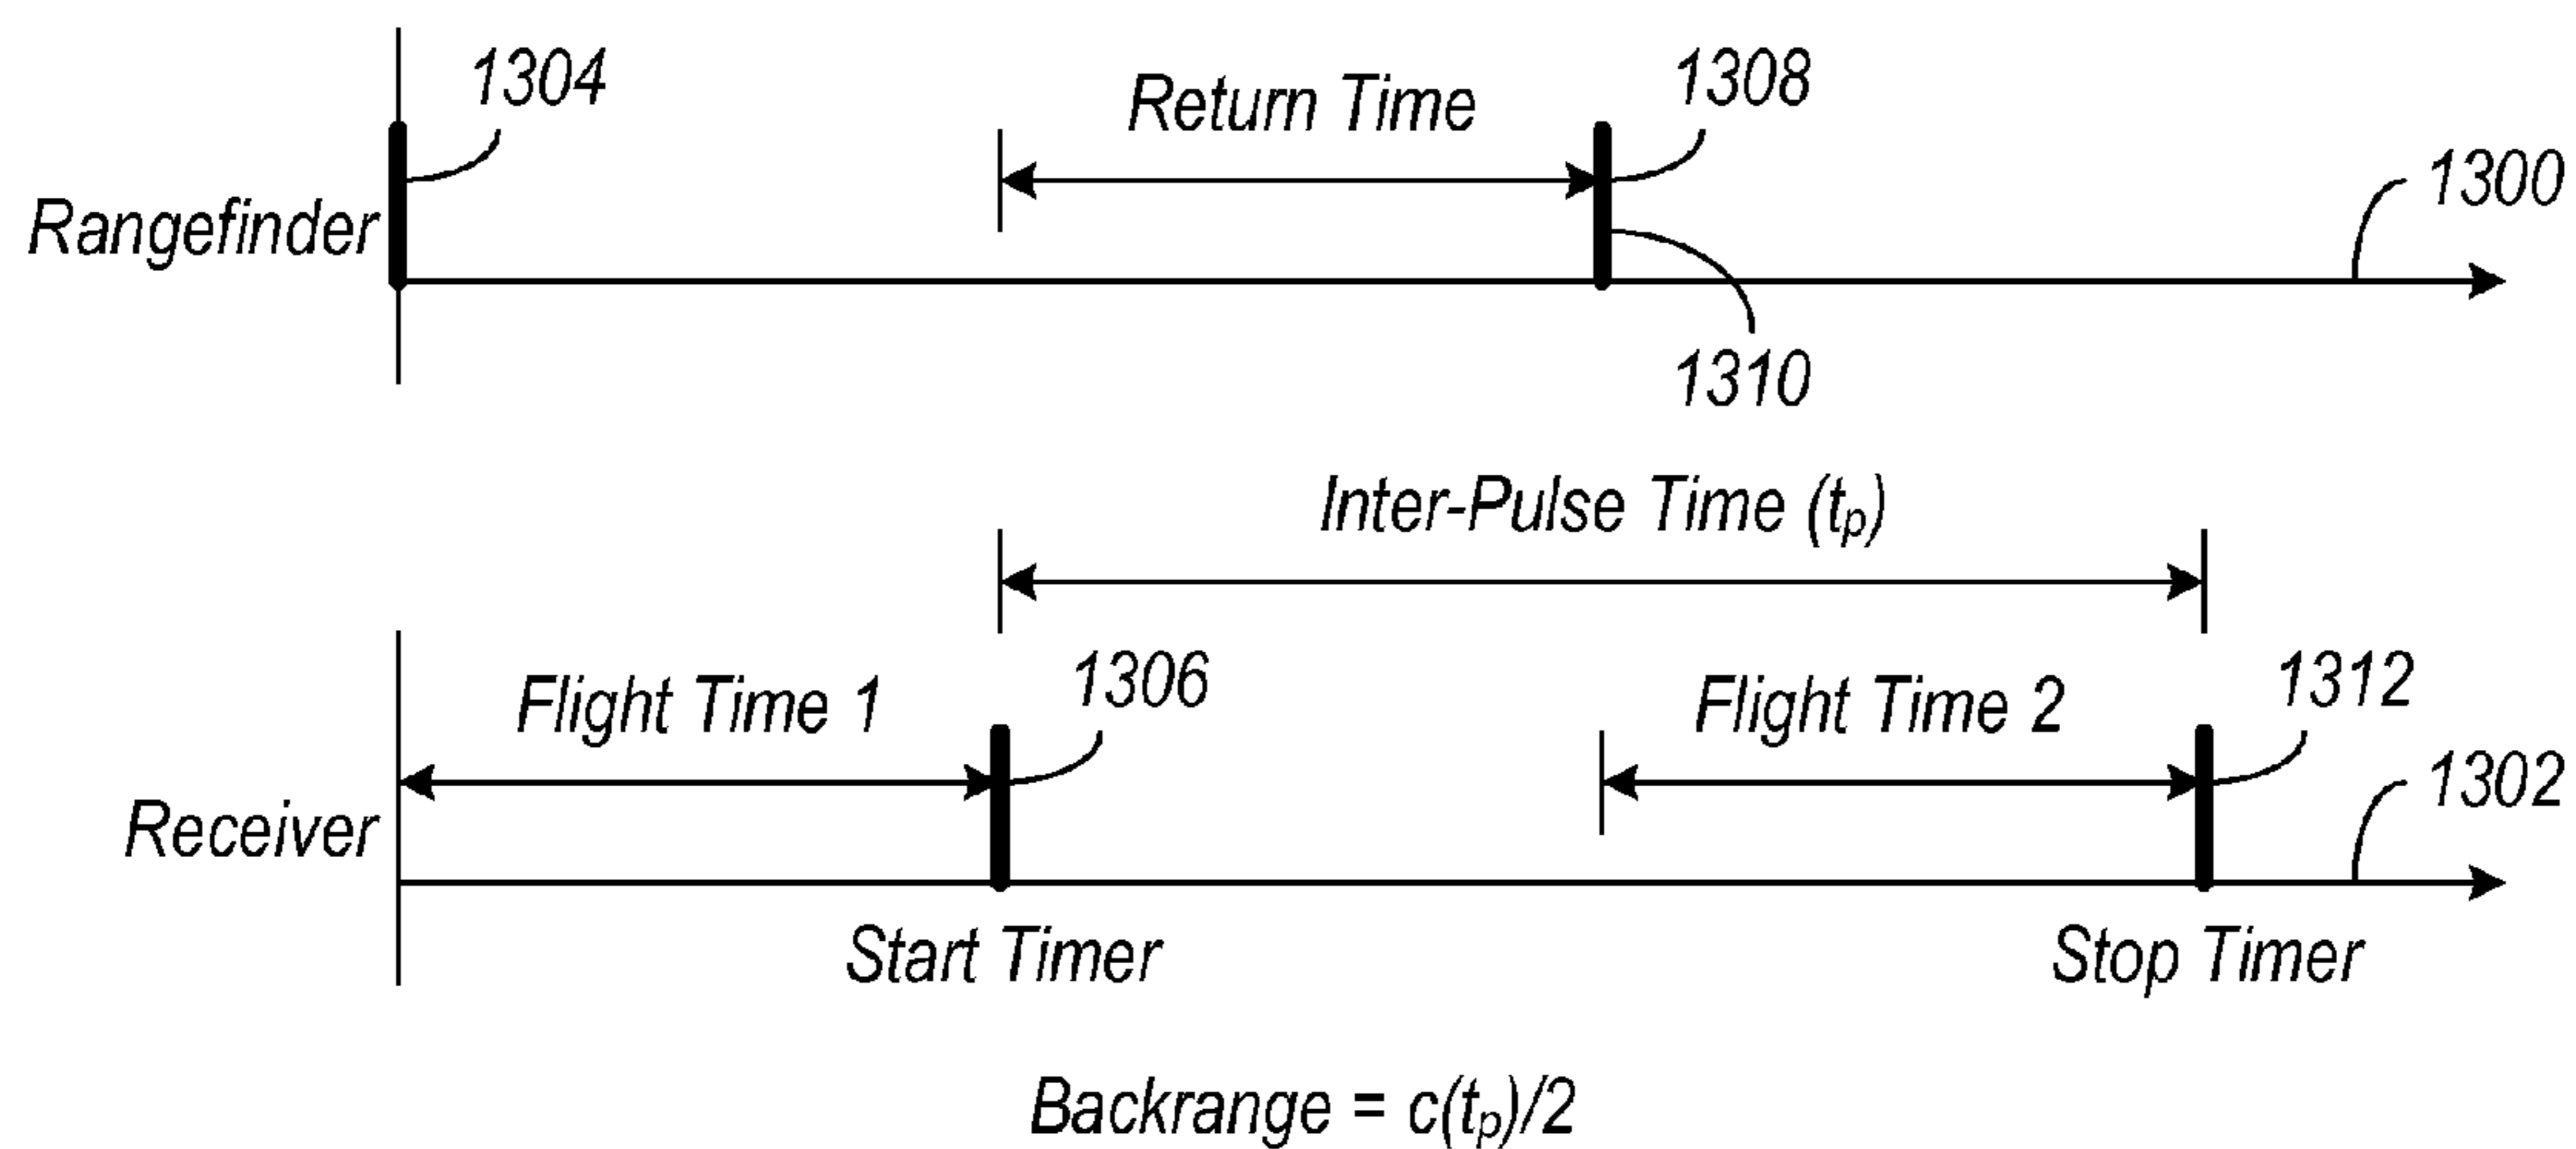 1304
Return Time
1308
1300
Rangefinder
1310
Inter-Pulse Time (tp)
Flight Time 1
1306
Flight Time 2
1312
1302
Receiver
Start Timer
Stop Timer
Backrange = c(tp)/2